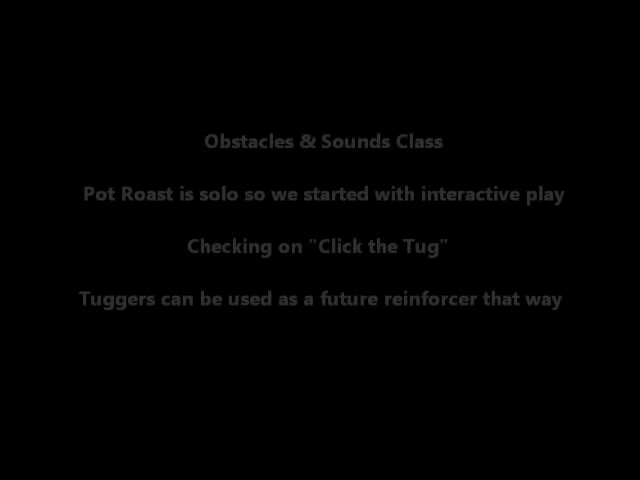 Obstacles & Sounds Class
Pot Roast is solo so we started with interactive play
Checking on "Click the Tug"
Tuggers can be used as a future reinforcer that way